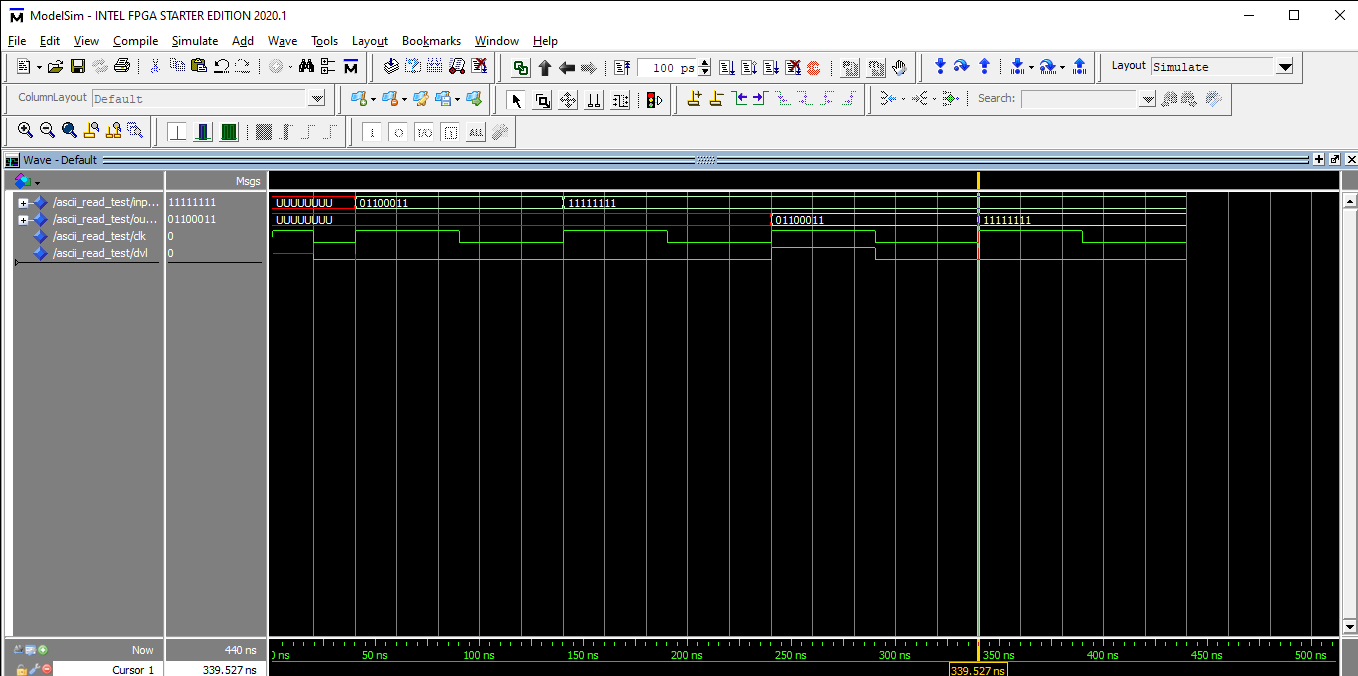 ModelSim - INTEL FPGA STARTER EDITION 2020.1
File Edit View Compile Simulate Add Wave Tools Layout Bookmarks Window Help
100 ps
Layout Simulate
ColumnLayout Default
Search:
Wave - Default
Msgs
/ascii_read_test/inp... 11111111 UUUUUUUU 01100011 11111111
/ascii_read_test/ou... 01100011 UUUUUUUU 01100011 11111111
/ascii_read_test/clk 0
/ascii_read_test/dvl 0
Now 440 ns
ns 50 ns 100 ns 150 ns 200 ns 250 ns 300 ns 350 ns 400 ns 450 ns 500 ns
Cursor 1 339.527 ns 339.527 ns